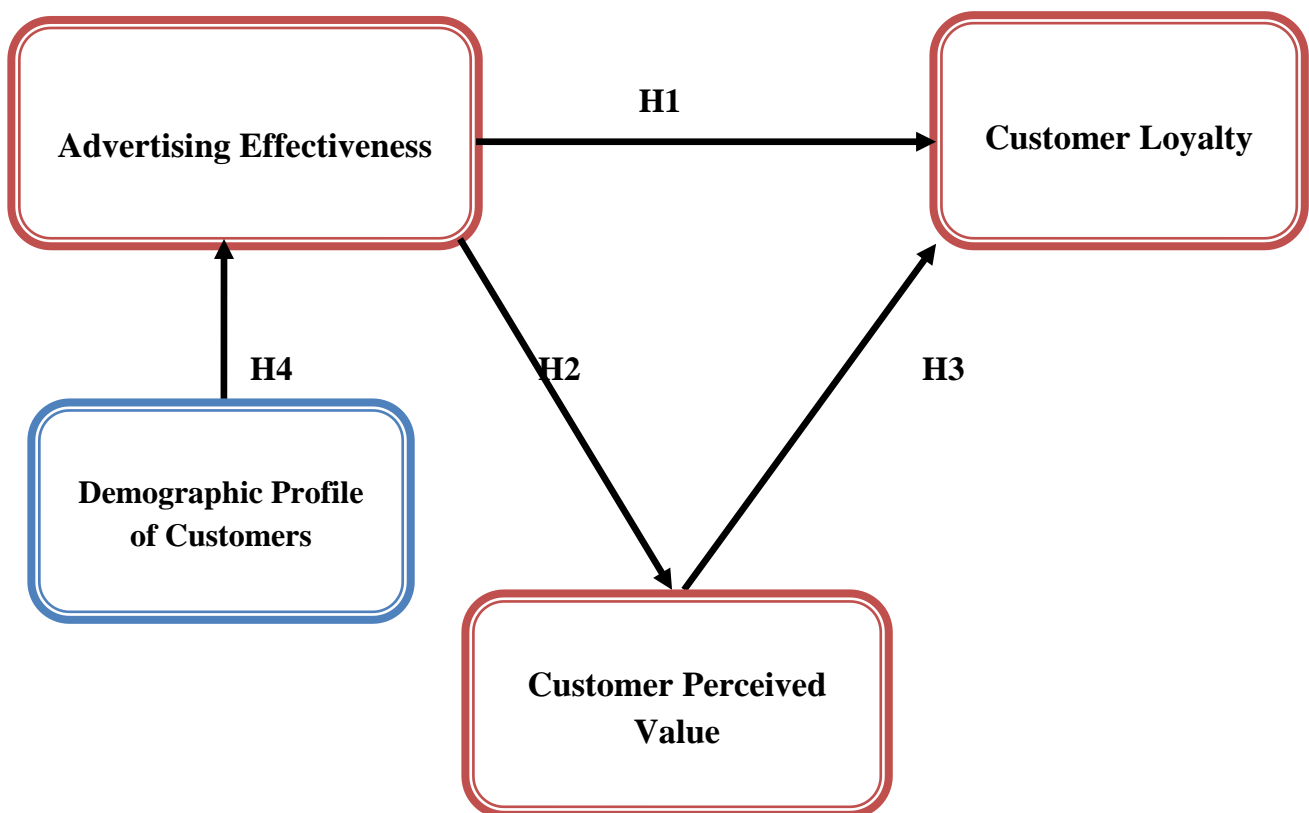 H1
Advertising Effectiveness
Customer Loyalty
H4
H2
H3
Demographic Profile
of Customers
Customer Perceived
Value